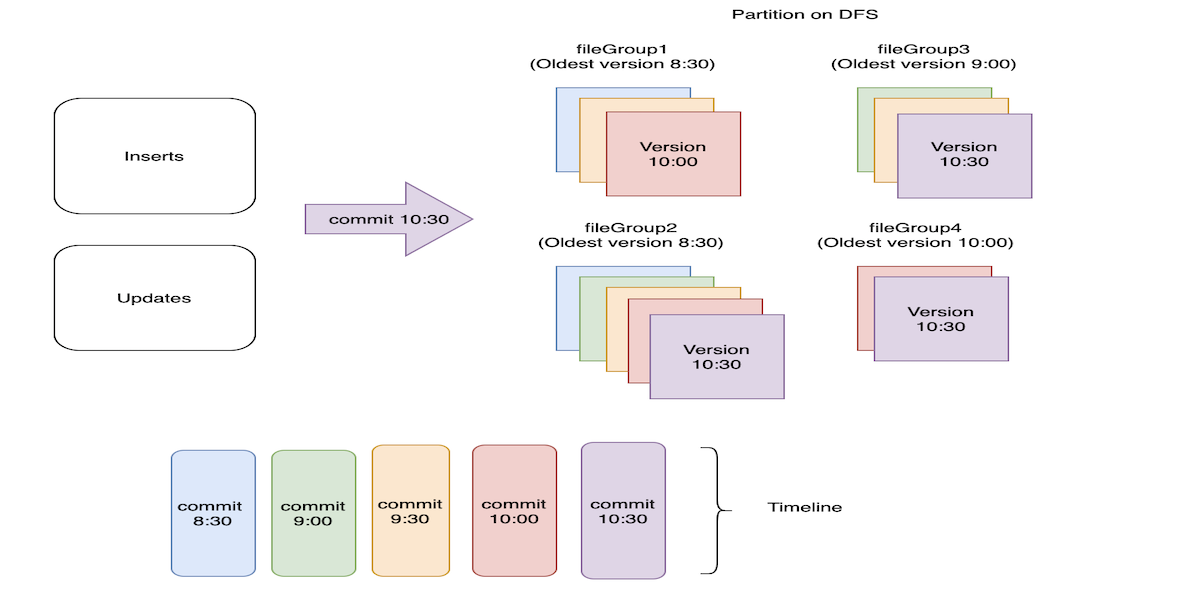 Partition on DFS
fileGroup1
(Oldest version 8:30)
fileGroup3
(Oldest version 9:00)
Inserts
Version
10:00
Version
10:30
commit 10:30
fileGroup2
(Oldest version 8:30)
fileGroup4
(Oldest version 10:00)
Updates
Version
10:30
Version
10:30
commit
8:30
commit
9:00
commit
9:30
commit
10:00
commit
10:30
Timeline